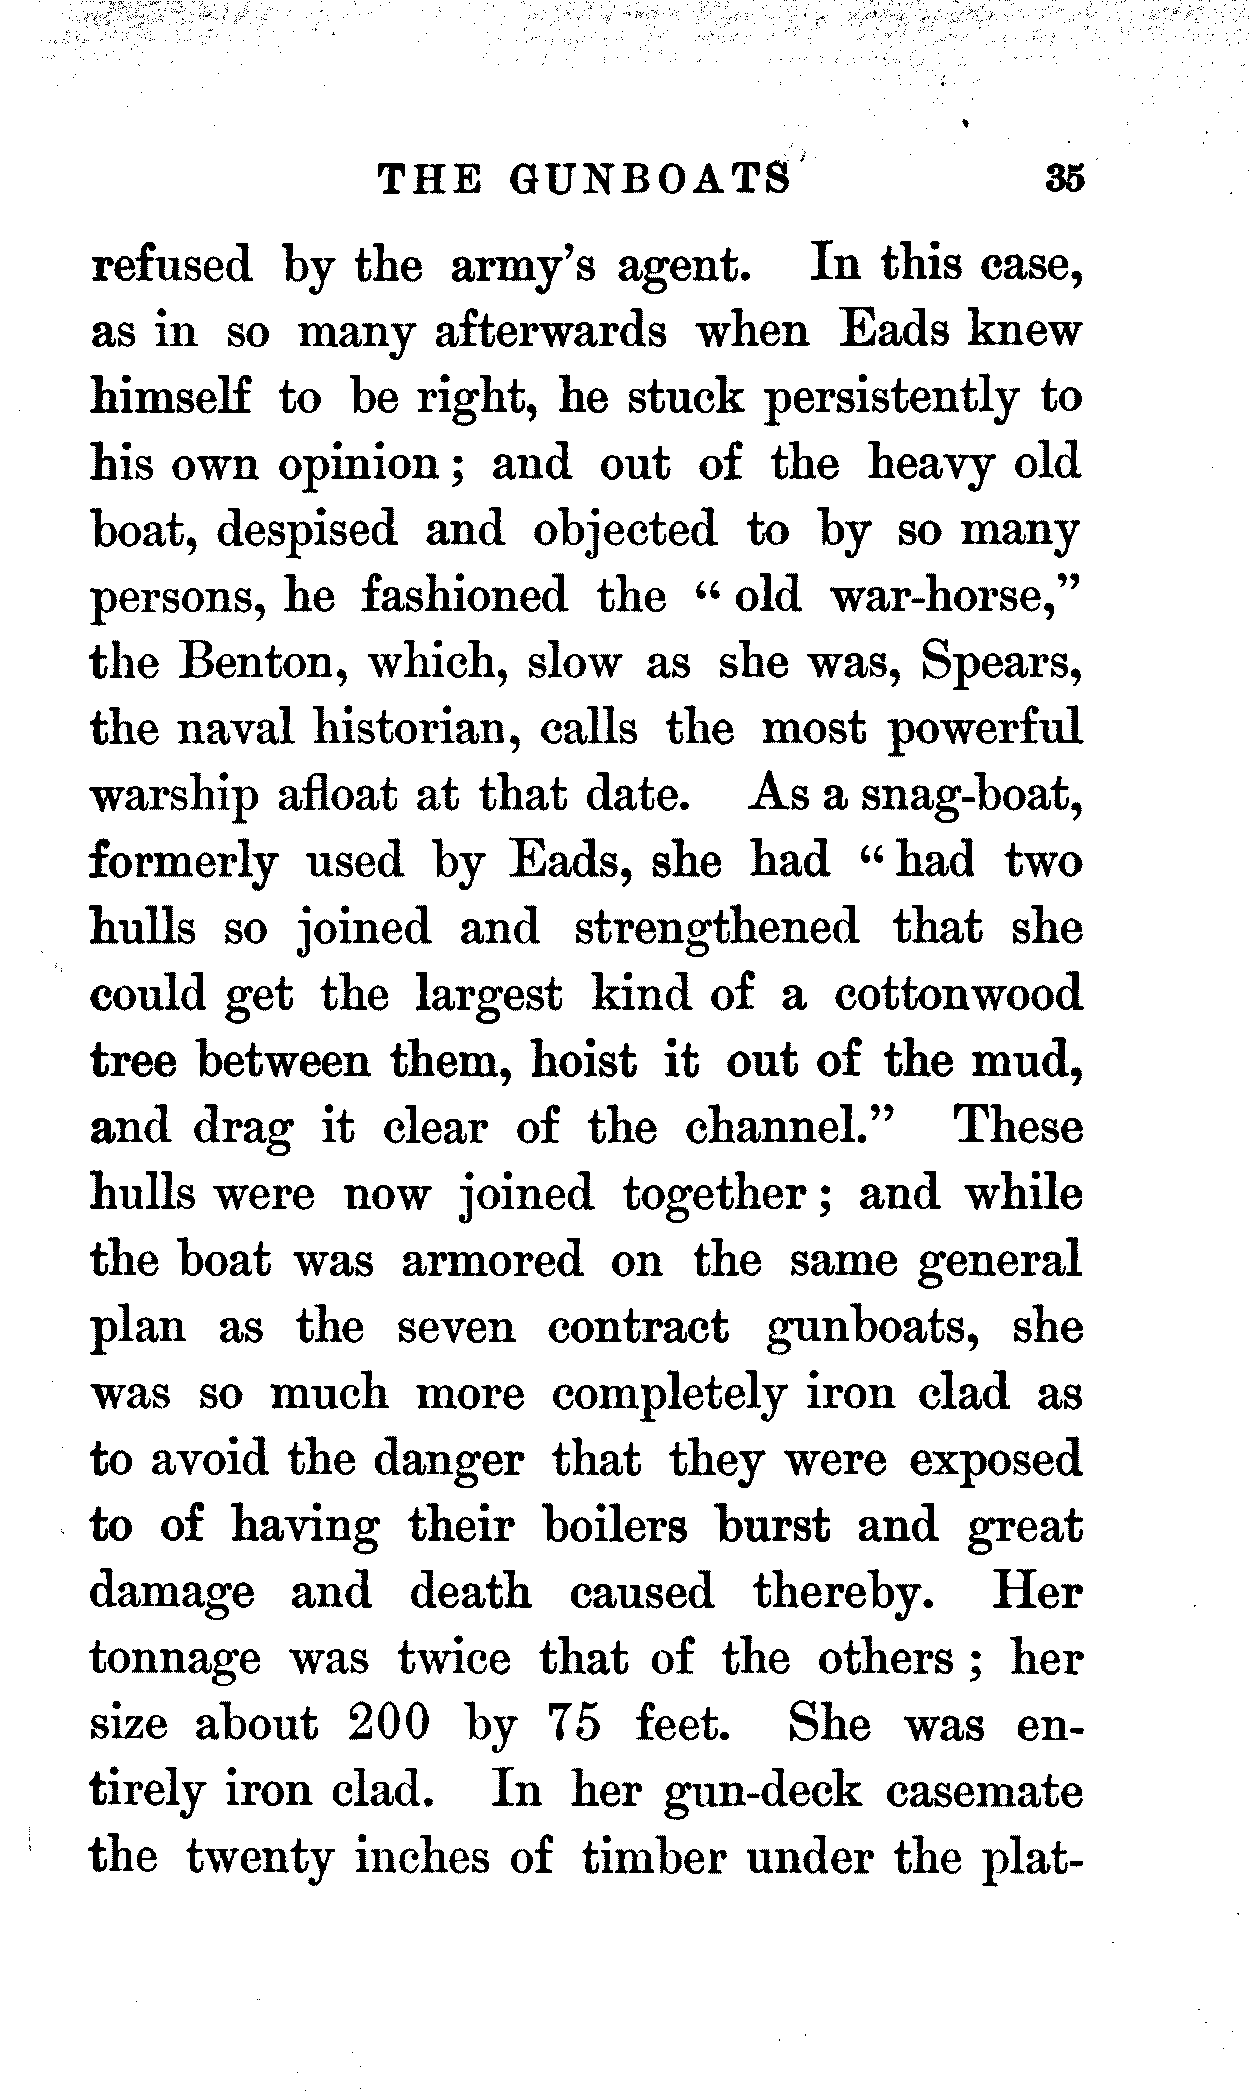 THE GUNBOATS 35
refused by the army's agent. In this case,
as in so many afterwards when Eads knew
himself to be right, he stuck persistently to
his own opinion; and out of the heavy old
boat, despised and objected to by so many
persons, he fashioned the “ old war-horse,”
the Benton, which, slow as she was, Spears,
the naval historian, calls the most powerful
warship afloat at that date. As a snag-boat,
formerly used by Eads, she had “ had two
hulls so joined and strengthened that she
could get the largest kind of a cottonwood
tree between them, hoist it out of the mud,
and drag it clear of the channel.” These
hulls were now joined together; and while
the boat was armored on the same general
plan as the seven contract gunboats, she
was so much more completely iron clad as
to avoid the danger that they were exposed
to of having their boilers burst and great
damage and death caused thereby. Her
tonnage was twice that of the others; her
size about 200 by 75 feet. She was en-
tirely iron clad. In her gun-deck casemate
the twenty inches of timber under the plat-